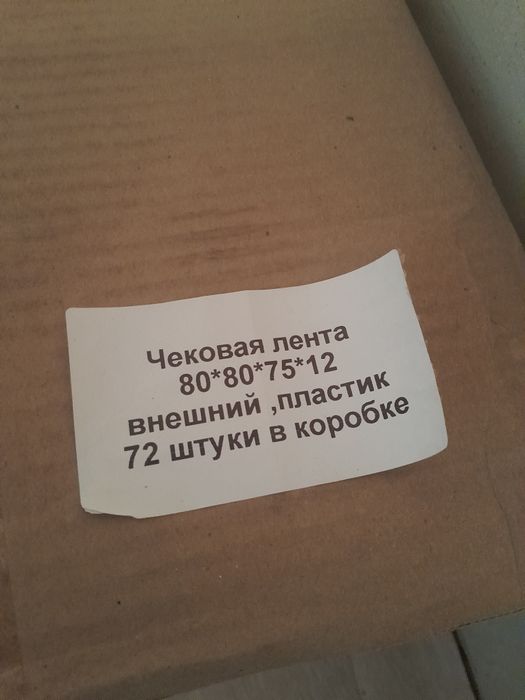 Чековая лента
80*80*75*12
внешний ,пластик
72 штуки в коробке